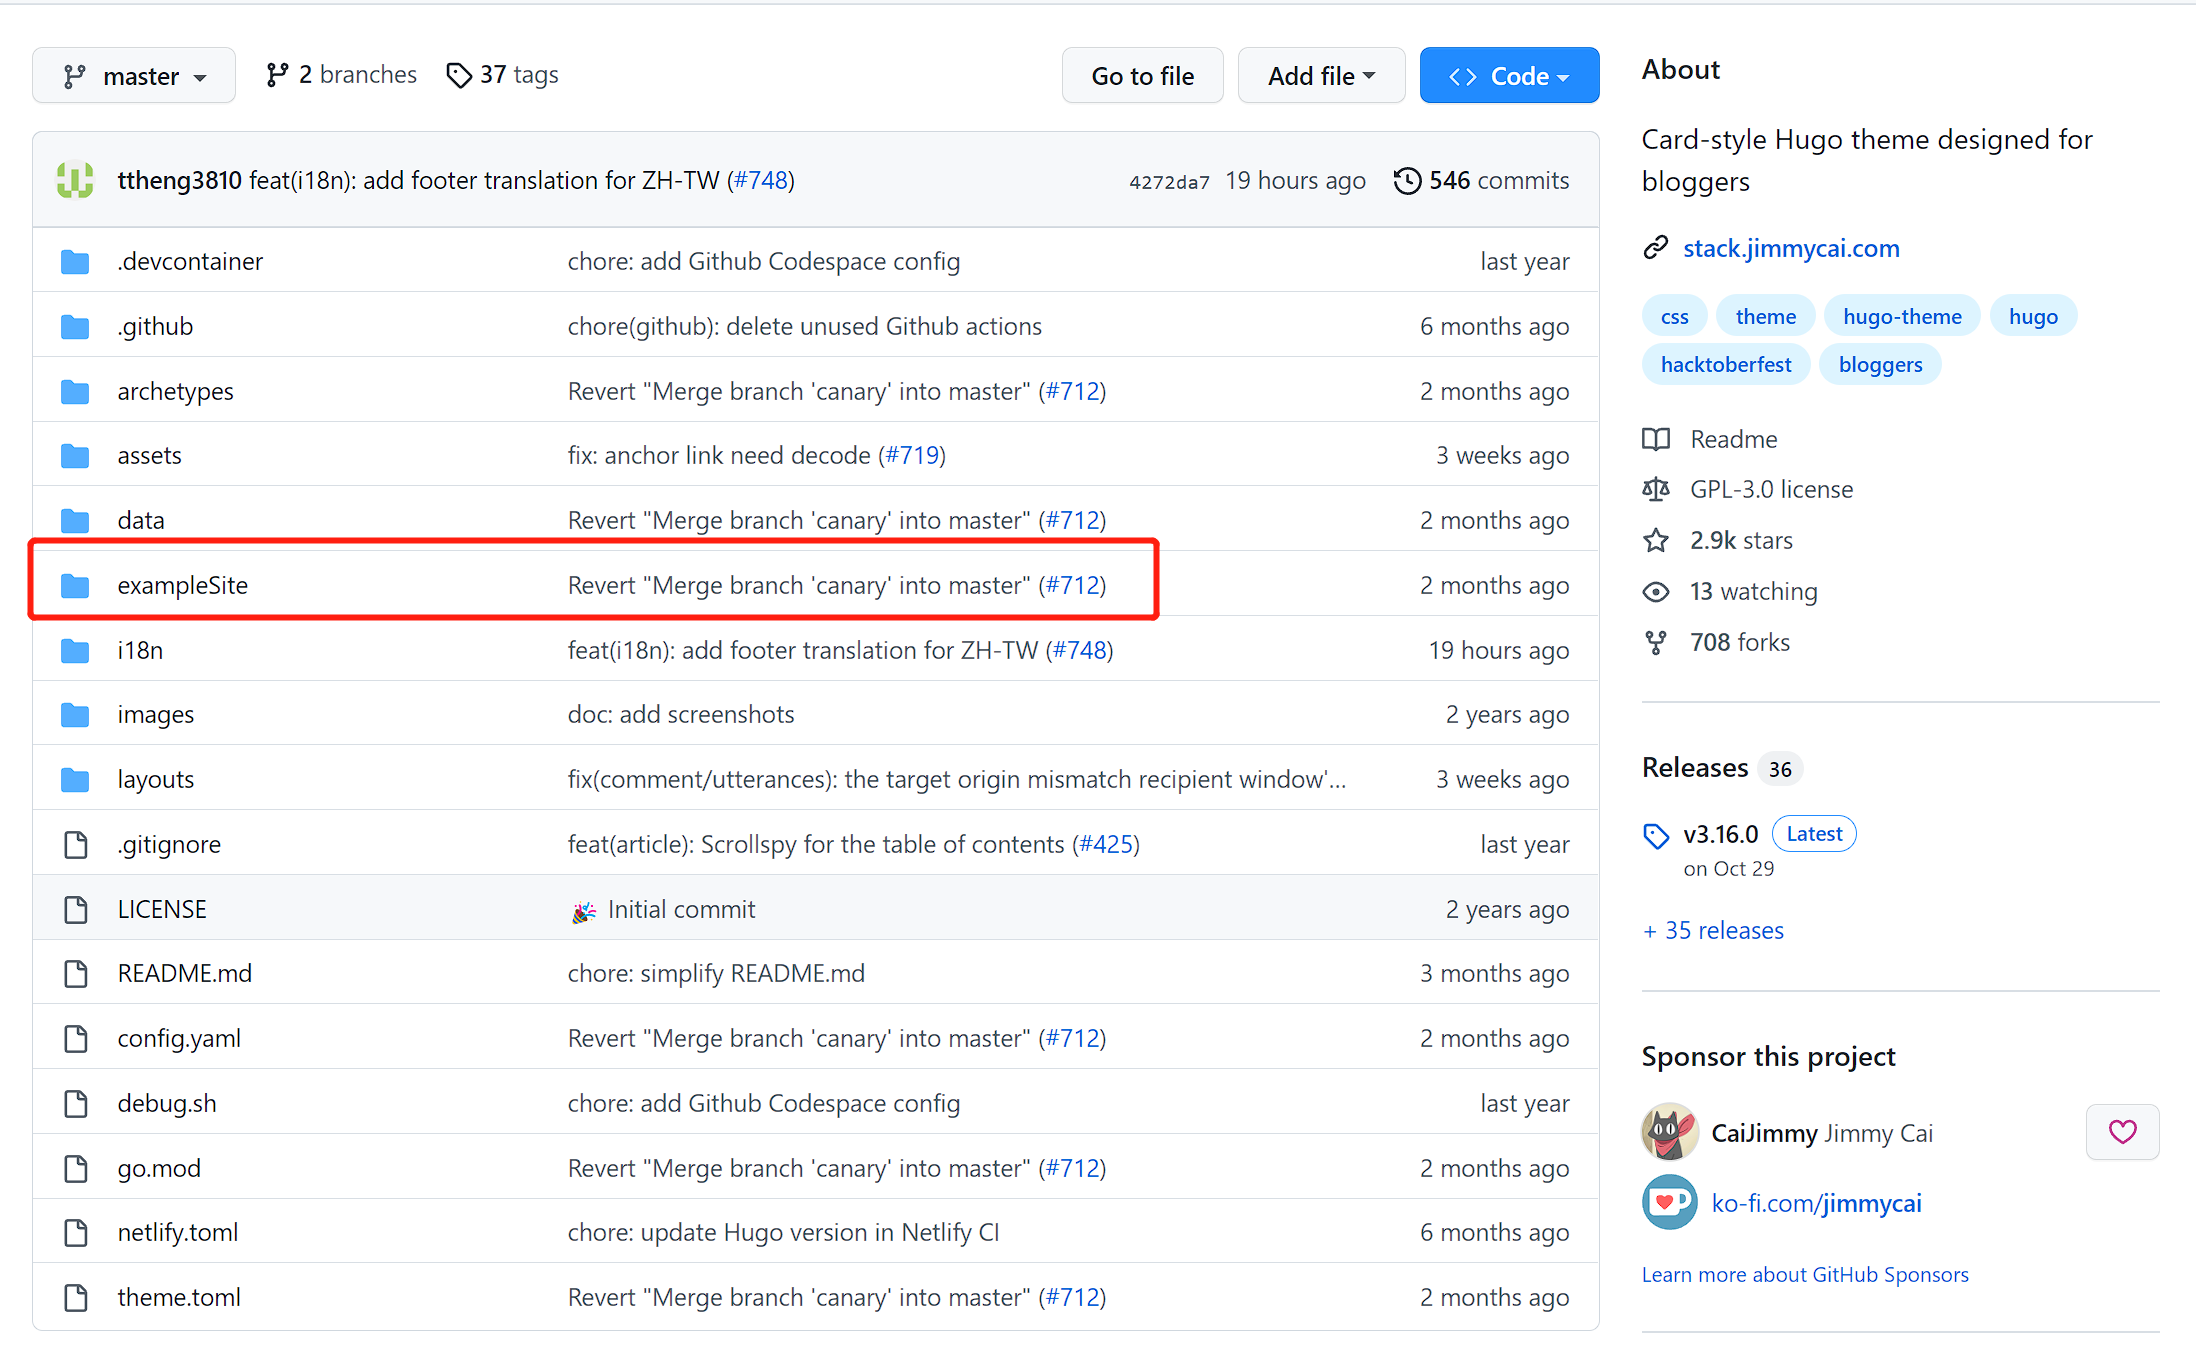 master 2 branches 37 tags Go to file Add file Code
ttheng3810 feat(i18n): add footer translation for ZH-TW (#748) 4272da7 19 hours ago 546 commits
.devcontainer chore: add Github Codespace config last year
.github chore(github): delete unused Github actions 6 months ago
archetypes Revert "Merge branch 'canary' into master" (#712) 2 months ago
assets fix: anchor link need decode (#719) 3 weeks ago
data Revert "Merge branch 'canary' into master" (#712) 2 months ago
exampleSite Revert "Merge branch 'canary' into master" (#712) 2 months ago
i18n feat(i18n): add footer translation for ZH-TW (#748) 19 hours ago
images doc: add screenshots 2 years ago
layouts fix(comment/utterances): the target origin mismatch recipient window'... 3 weeks ago
.gitignore feat(article): Scrollspy for the table of contents (#425) last year
LICENSE 🎉 Initial commit 2 years ago
README.md chore: simplify README.md 3 months ago
config.yaml Revert "Merge branch 'canary' into master" (#712) 2 months ago
debug.sh chore: add Github Codespace config last year
go.mod Revert "Merge branch 'canary' into master" (#712) 2 months ago
netlify.toml chore: update Hugo version in Netlify CI 6 months ago
theme.toml Revert "Merge branch 'canary' into master" (#712) 2 months ago
About
Card-style Hugo theme designed for
bloggers
stack.jimmycai.com
css theme hugo-theme hugo
hacktoberfest bloggers
Readme
GPL-3.0 license
2.9k stars
13 watching
708 forks
Releases 36
v3.16.0 Latest
on Oct 29
+ 35 releases
Sponsor this project
CaiJimmy Jimmy Cai
ko-fi.com/jimmycai
Learn more about GitHub Sponsors